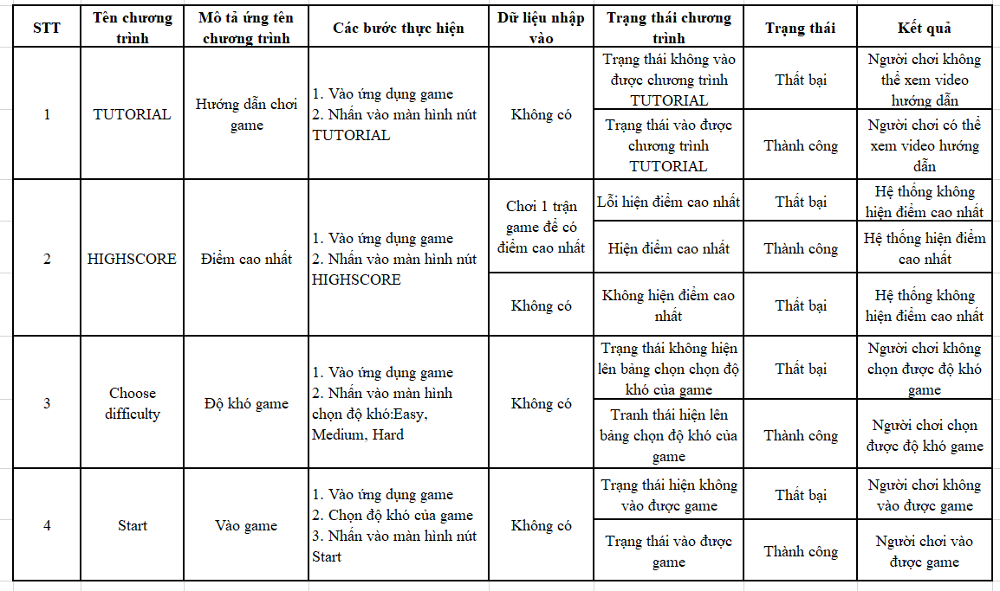 STT
Tên chương
trình
Mô tả ứng tên
chương trình
Các bước thực hiện
Dữ liệu nhập
vào
Trạng thái chương
trình
Trạng thái
Kết quả
1
TUTORIAL
Hướng dẫn chơi
game
1. Vào ứng dụng game
2. Nhấn vào màn hình nút
TUTORIAL
Không có
Trạng thái không vào
được chương trình
TUTORIAL
Thất bại
Người chơi không
thể xem video
hướng dẫn
Trạng thái vào được
chương trình
TUTORIAL
Thành công
Người chơi có thể
xem video hướng
dẫn
2
HIGHSCORE
Điểm cao nhất
1. Vào ứng dụng game
2. Nhấn vào màn hình nút
HIGHSCORE
Chơi 1 trận
game để có
điểm cao nhất
Lỗi hiện điểm cao nhất
Thất bại
Hệ thống không
hiện điểm cao nhất
Hiện điểm cao nhất
Thành công
Hệ thống hiện điểm
cao nhất
Không có
Không hiện điểm cao
nhất
Thất bại
Hệ thống không
hiện điểm cao nhất
3
Choose
difficulty
Độ khó game
1. Vào ứng dụng game
2. Nhấn vào màn hình
chọn độ khó:Easy,
Medium, Hard
Không có
Trạng thái không hiện
lên bảng chọn chọn độ
khó của game
Thất bại
Người chơi không
chọn được độ khó
game
Tranh thái hiện lên
bảng chọn độ khó của
game
Thành công
Người chơi chọn
được độ khó game
4
Start
Vào game
1. Vào ứng dụng game
2. Chọn độ khó của game
3. Nhấn vào màn hình nút
Start
Không có
Trạng thái hiện không
vào được game
Thất bại
Người chơi không
vào được game
Trạng thái vào được
game
Thành công
Người chơi vào
được game